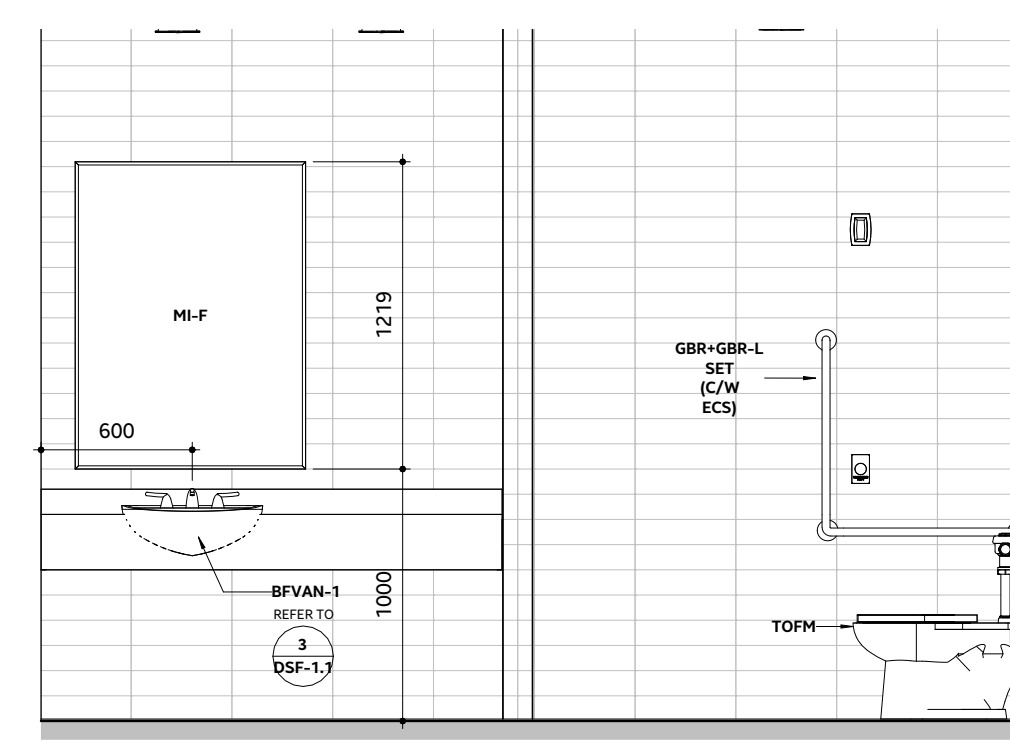 MI-F
1219
600
GBR+GBR-L
SET
(C/W
ECS)
BFVAN-1
REFER TO
3
DSF-1.1
1000
TOFM